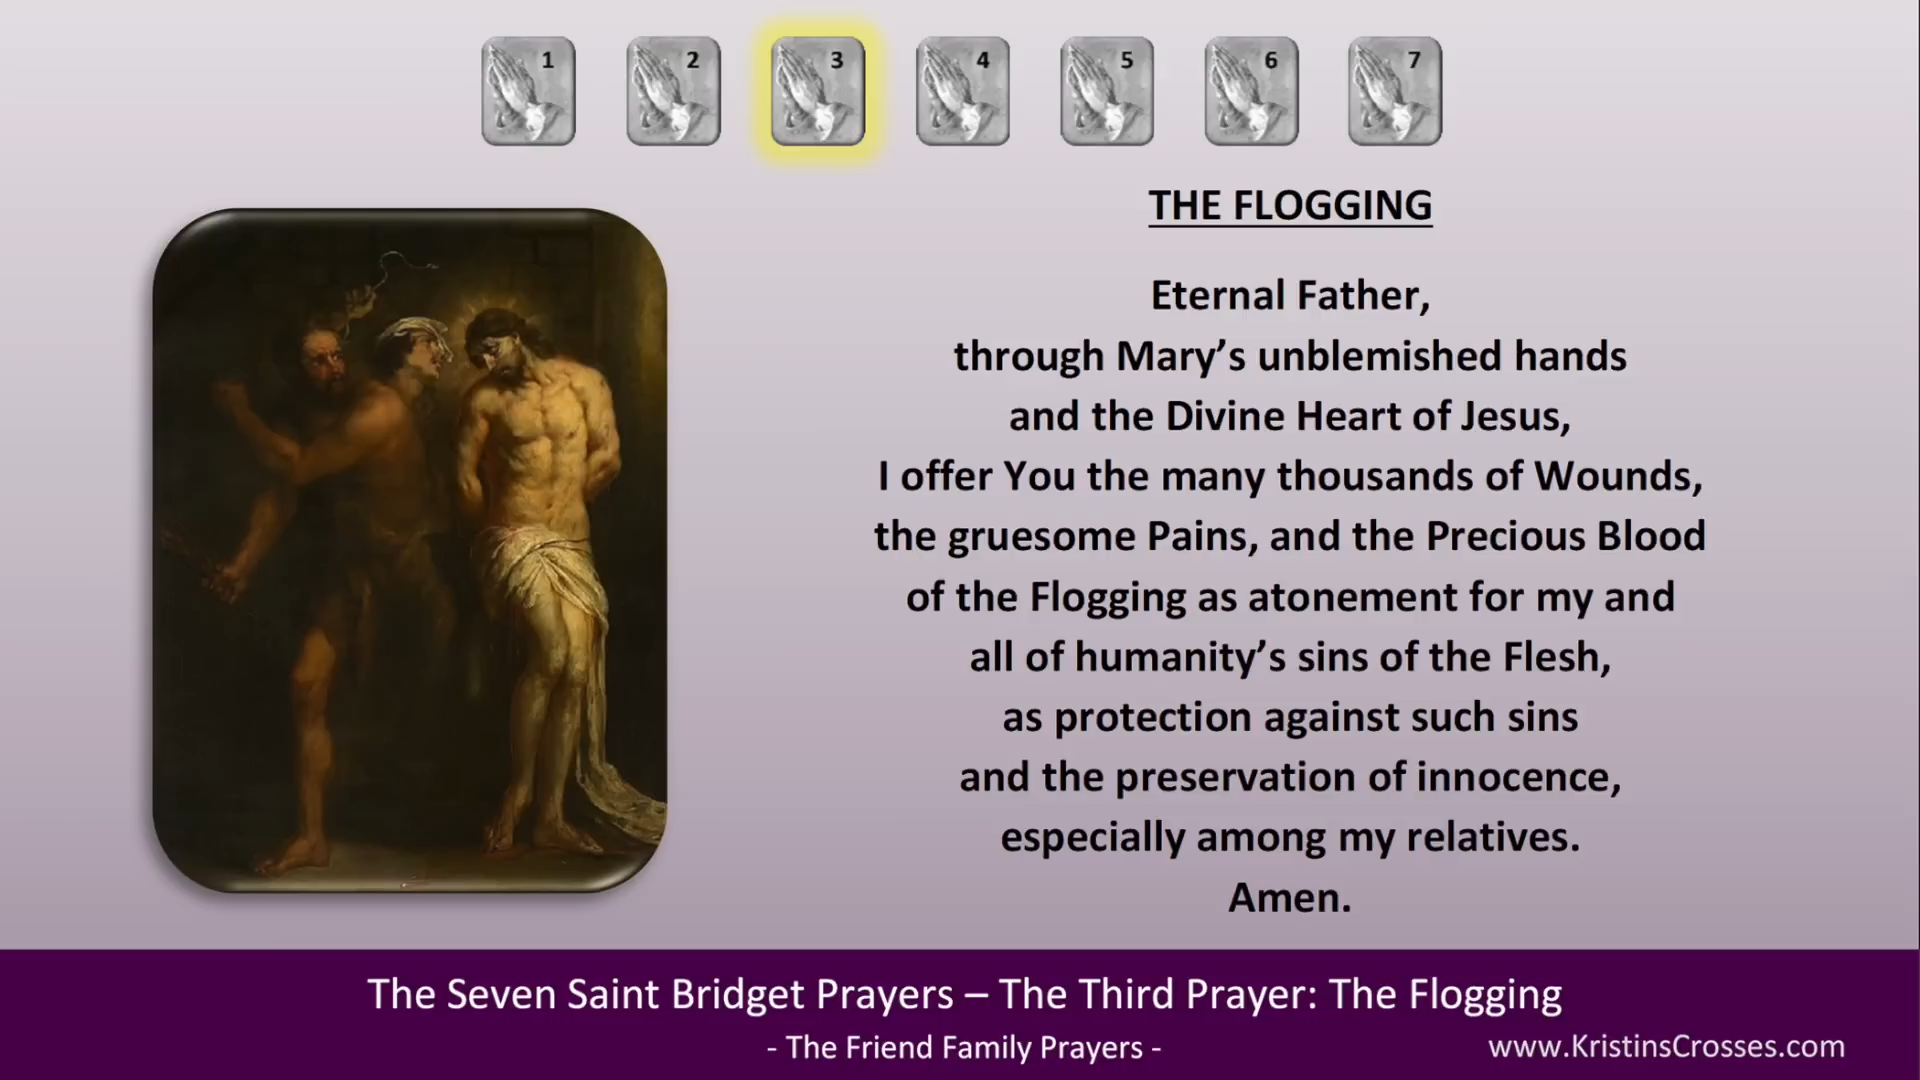 1
2
3
4
5
6
7
THE FLOGGING
Eternal Father,
through Mary’s unblemished hands
and the Divine Heart of Jesus,
I offer You the many thousands of Wounds,
the gruesome Pains, and the Precious Blood
of the Flogging as atonement for my and
all of humanity’s sins of the Flesh,
as protection against such sins
and the preservation of innocence,
especially among my relatives.
Amen.
The Seven Saint Bridget Prayers – The Third Prayer: The Flogging
- The Friend Family Prayers -
www.KristinsCrosses.com